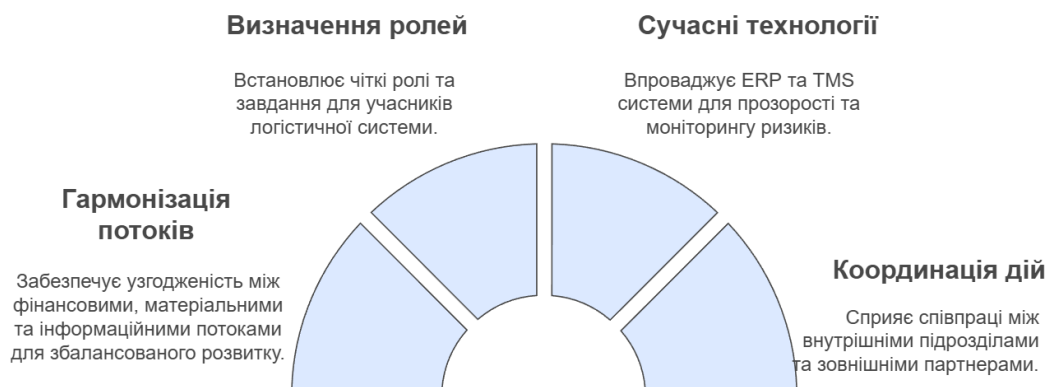 Визначення ролей
Встановлює чіткі ролі та
завдання для учасників
логістичної системи.
Сучасні технології
Впроваджує ERP та TMS
системи для прозорості та
моніторингу ризиків.
Гармонізація
потоків
Забезпечує узгодженість між
фінансовими, матеріальними
та інформаційними потоками
для збалансованого розвитку.
Координація дій
Сприяє співпраці між
внутрішніми підрозділами
та зовнішніми партнерами.